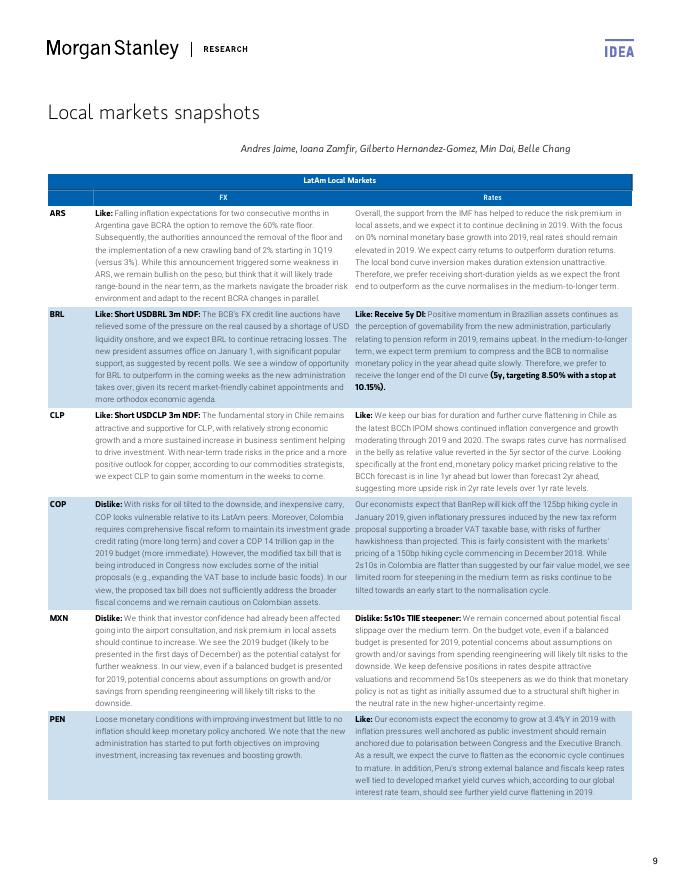 Morgan Stanley | RESEARCH
IDEA
Local markets snapshots
Andres Jaime, Ioana Zamfir, Gilberto Hernandez-Gomez, Min Dai, Belle Chang
LatAm Local Markets
FX
Rates
ARS
Like: Falling inflation expectations for two consecutive months in
Argentina gave BCRA the option to remove the 60% rate floor.
Subsequently, the authorities announced the removal of the floor and
the implementation of a new crawling band of 2% starting in 1Q19
(versus 3%). While this announcement triggered some weakness in
ARS, we remain bullish on the peso, but think that it will likely trade
range-bound in the near term, as the markets navigate the broader risk
environment and adapt to the recent BCRA changes in parallel.
Overall, the support from the IMF has helped to reduce the risk premium in
local assets, and we expect it to continue declining in 2019. With the focus
on 0% nominal monetary base growth into 2019, real rates should remain
elevated in 2019. We expect carry returns to outperform duration returns.
The local bond curve inversion makes duration extension unattractive.
Therefore, we prefer receiving short-duration yields as we expect the front
end to outperform as the curve normalises in the medium-to-longer term.
BRL
Like: Short USDBRL 3m NDF: The BCB's FX credit line auctions have
relieved some of the pressure on the real caused by a shortage of USD
liquidity onshore, and we expect BRL to continue retracing losses. The
new president assumes office on January 1, with significant popular
support, as suggested by recent polls. We see a window of opportunity
for BRL to outperform in the coming weeks as the new administration
takes over, given its recent market-friendly cabinet appointments and
more orthodox economic agenda.
Like: Receive 5y DI: Positive momentum in Brazilian assets continues as
the perception of governability from the new administration, particularly
relating to pension reform in 2019, remains upbeat. In the medium-to-longer
term, we expect term premium to compress and the BCB to normalise
monetary policy in the year ahead quite slowly. Therefore, we prefer to
receive the longer end of the DI curve (5y, targeting 8.50% with a stop at
10.15%).
CLP
Like: Short USDCLP 3m NDF: The fundamental story in Chile remains
attractive and supportive for CLP, with relatively strong economic
growth and a more sustained increase in business sentiment helping
to drive investment. With near-term trade risks in the price and a more
positive outlook for copper, according to our commodities strategists,
we expect CLP to gain some momentum in the weeks to come.
Like: We keep our bias for duration and further curve flattening in Chile as
the latest BCCh IPOM shows continued inflation convergence and growth
moderating through 2019 and 2020. The swaps rates curve has normalised
in the belly as relative value reverted in the 5yr sector of the curve. Looking
specifically at the front end, monetary policy market pricing relative to the
BCCh forecast is in line 1yr ahead but lower than forecast 2yr ahead,
suggesting more upside risk in 2yr rate levels over 1yr rate levels.
COP
Dislike: With risks for oil tilted to the downside, and inexpensive carry,
COP looks vulnerable relative to its LatAm peers. Moreover, Colombia
requires comprehensive fiscal reform to maintain its investment grade
credit rating (more long term) and cover a COP 14 trillion gap in the
2019 budget (more immediate). However, the modified tax bill that is
being introduced in Congress now excludes some of the initial
proposals (e.g., expanding the VAT base to include basic foods). In our
view, the proposed tax bill does not sufficiently address the broader
fiscal concerns and we remain cautious on Colombian assets.
Our economists expect that BanRep will kick off the 125bp hiking cycle in
January 2019, given inflationary pressures induced by the new tax reform
proposal supporting a broader VAT taxable base, with risks of further
hawkishness than projected. This is fairly consistent with the markets'
pricing of a 150bp hiking cycle commencing in December 2018. While
2s10s in Colombia are flatter than suggested by our fair value model, we see
limited room for steepening in the medium term as risks continue to be
tilted towards an early start to the normalisation cycle.
MXN
Dislike: We think that investor confidence had already been affected
going into the airport consultation, and risk premium in local assets
should continue to increase. We see the 2019 budget (likely to be
presented in the first days of December) as the potential catalyst for
further weakness. In our view, even if a balanced budget is presented
for 2019, potential concerns about assumptions on growth and/or
savings from spending reengineering will likely tilt risks to the
downside.
Dislike: 5s10s TIIE steepener: We remain concerned about potential fiscal
slippage over the medium term. On the budget vote, even if a balanced
budget is presented for 2019, potential concerns about assumptions on
growth and/or savings from spending reengineering will likely tilt risks to the
downside. We keep defensive positions in rates despite attractive
valuations and recommend 5s10s steepeners as we do think that monetary
policy is not as tight as initially assumed due to a structural shift higher in
the neutral rate in the new higher-uncertainty regime.
PEN
Loose monetary conditions with improving investment but little to no
inflation should keep monetary policy anchored. We note that the new
administration has started to put forth objectives on improving
investment, increasing tax revenues and boosting growth.
Like: Our economists expect the economy to grow at 3.4%Y in 2019 with
inflation pressures well anchored as public investment should remain
anchored due to polarisation between Congress and the Executive Branch.
As a result, we expect the curve to flatten as the economic cycle continues
to mature. In addition, Peru's strong external balance and fiscals keep rates
well tied to developed market yield curves which, according to our global
interest rate team, should see further yield curve flattening in 2019.
9